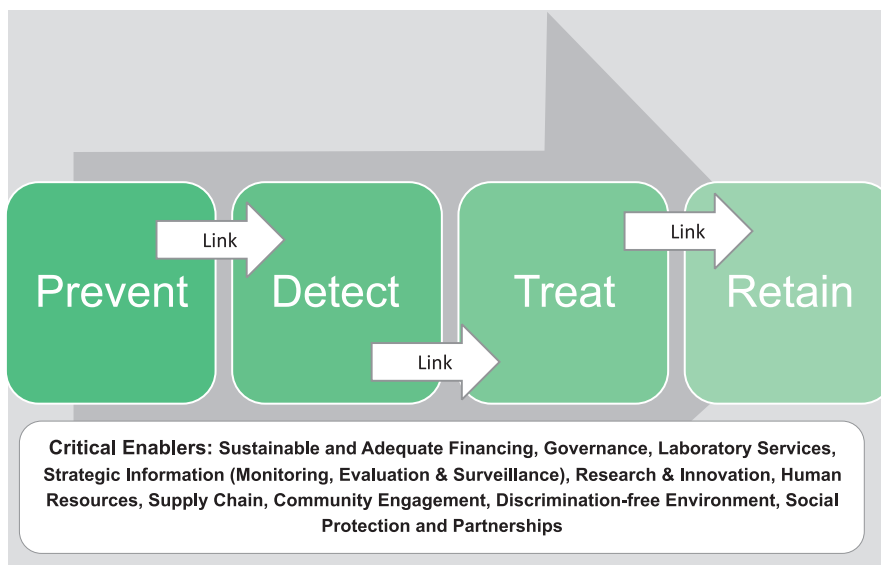 Prevent
Link
Detect
Link
Treat
Link
Retain
Critical Enablers: Sustainable and Adequate Financing, Governance, Laboratory Services,
Strategic Information (Monitoring, Evaluation & Surveillance), Research & Innovation, Human
Resources, Supply Chain, Community Engagement, Discrimination-free Environment, Social
Protection and Partnerships